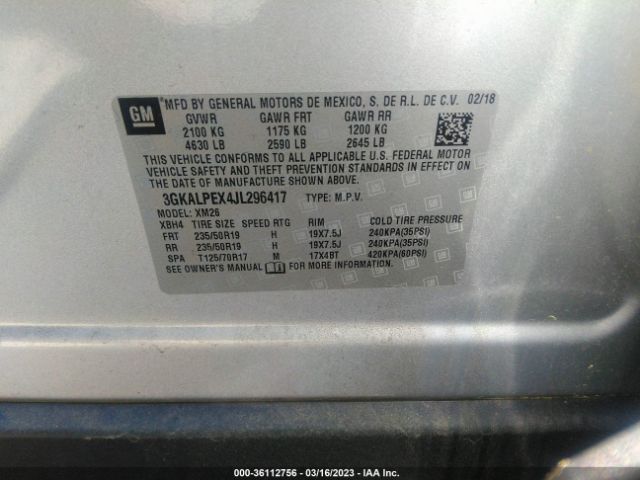 GM
MFD BY GENERAL MOTORS DE MEXICO, S. DE R.L. DE C.V. 02/18
GVWR GAWR FRT GAWR RR
2100 KG 1175 KG 1200 KG
4630 LB 2590 LB 2645 LB
THIS VEHICLE CONFORMS TO ALL APPLICABLE U.S. FEDERAL MOTOR
VEHICLE SAFETY AND THEFT PREVENTION STANDARDS IN EFFECT ON
THE DATE OF MANUFACTURE SHOWN ABOVE.
3GKALPEX4JL296417 TYPE: M.P.V.
MODEL: XM26
XBH4 TIRE SIZE SPEED RTG RIM COLD TIRE PRESSURE
FRT 235/50R19 H 19X7.5J 240KPA(35PSI)
RR 235/50R19 H 19X7.5J 240KPA(35PSI)
SPA T125/70R17 M 17X4BT 420KPA(60PSI)
SEE OWNER'S MANUAL FOR MORE INFORMATION
000-36112756 - 03/16/2023 - IAA Inc.